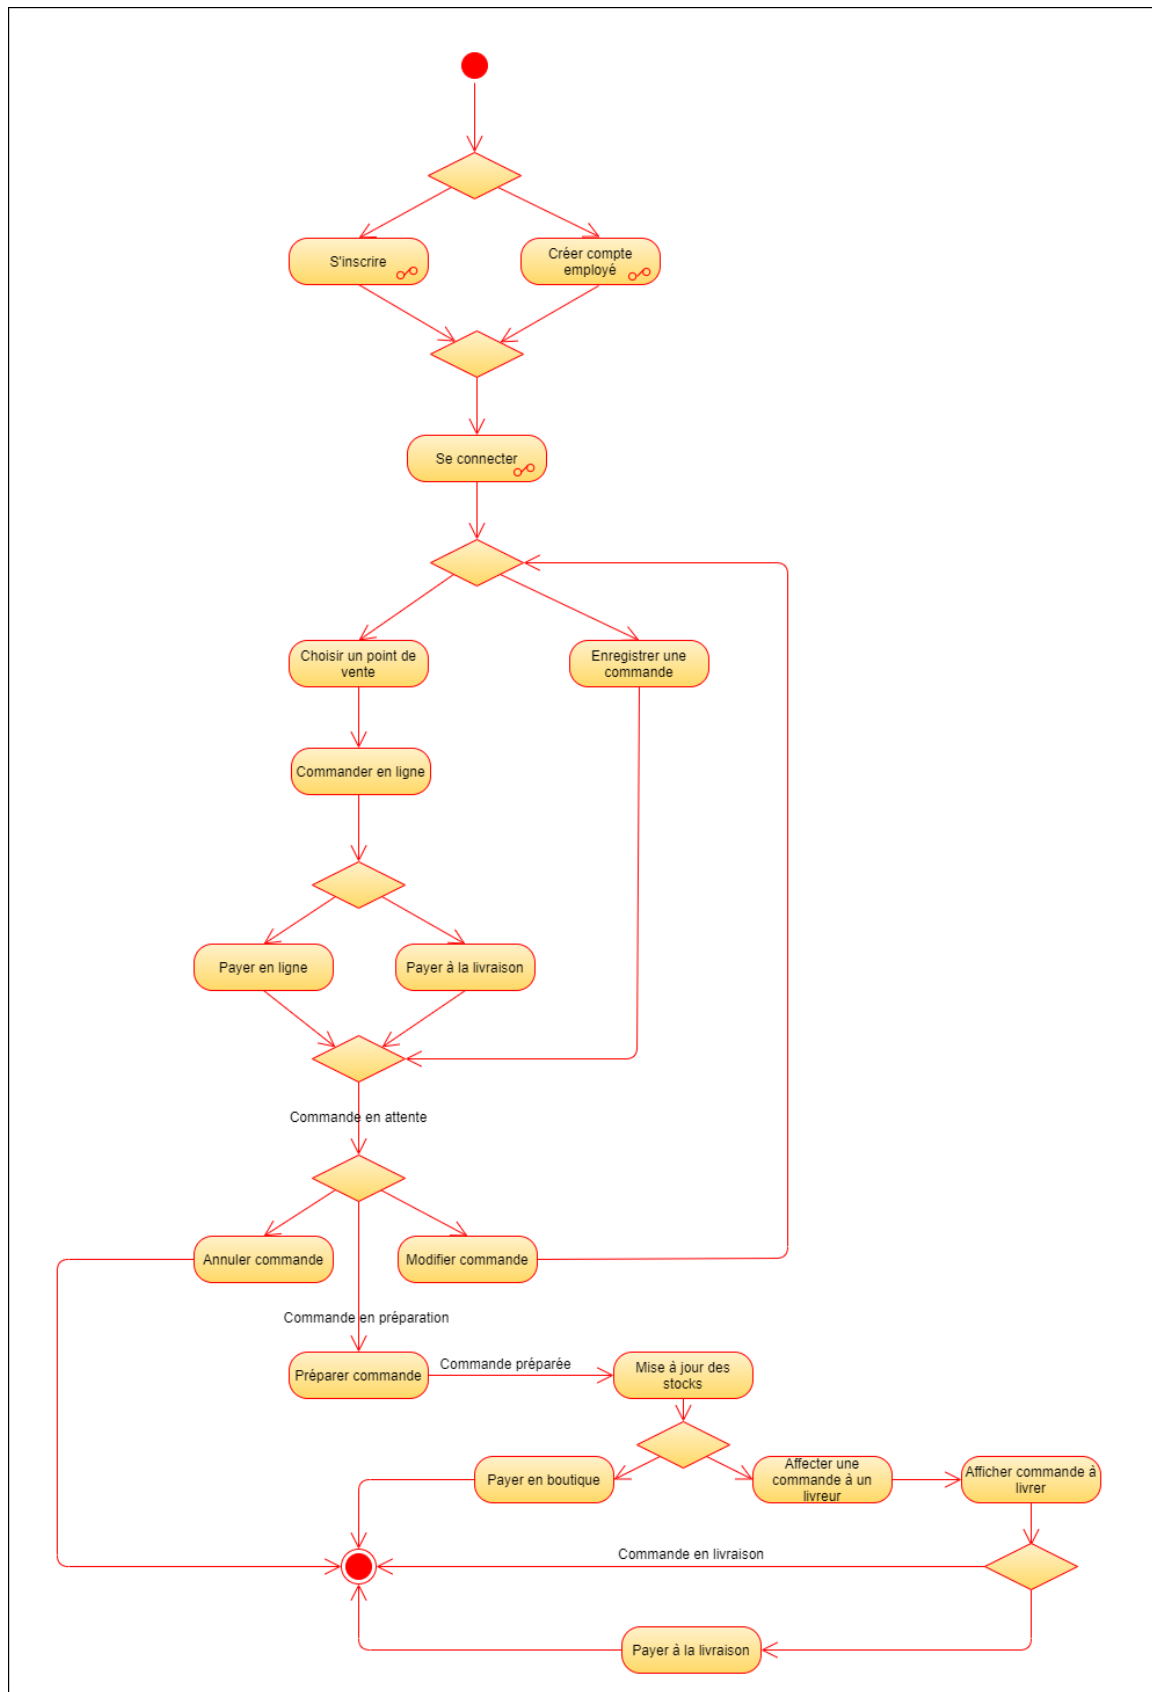 S'inscrire
Créer compte
employé
Se connecter
Choisir un point de
vente
Enregistrer une
commande
Commander en ligne
Payer en ligne
Payer à la livraison
Commande en attente
Annuler commande
Modifier commande
Commande en préparation
Préparer commande
Commande préparée
Mise à jour des
stocks
Payer en boutique
Affecter une
commande à un
livreur
Afficher commande à
livrer
Commande en livraison
Payer à la livraison